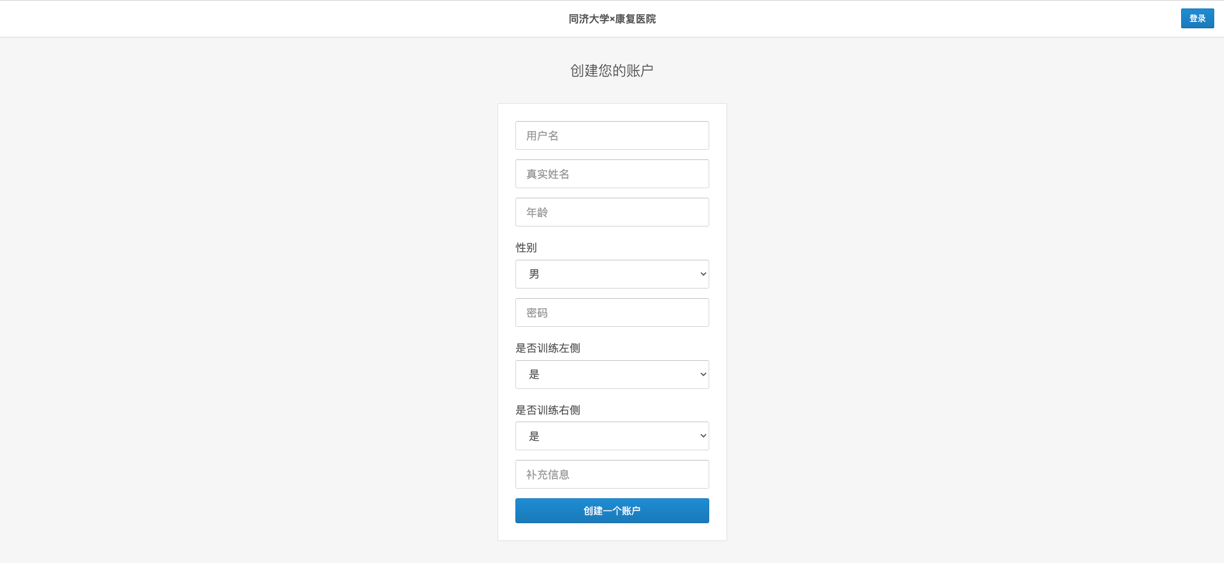 同济大学×康复医院
登录
创建您的账户
用户名
真实姓名
年龄
性别
男
密码
是否训练左侧
是
是否训练右侧
是
补充信息
创建一个账户